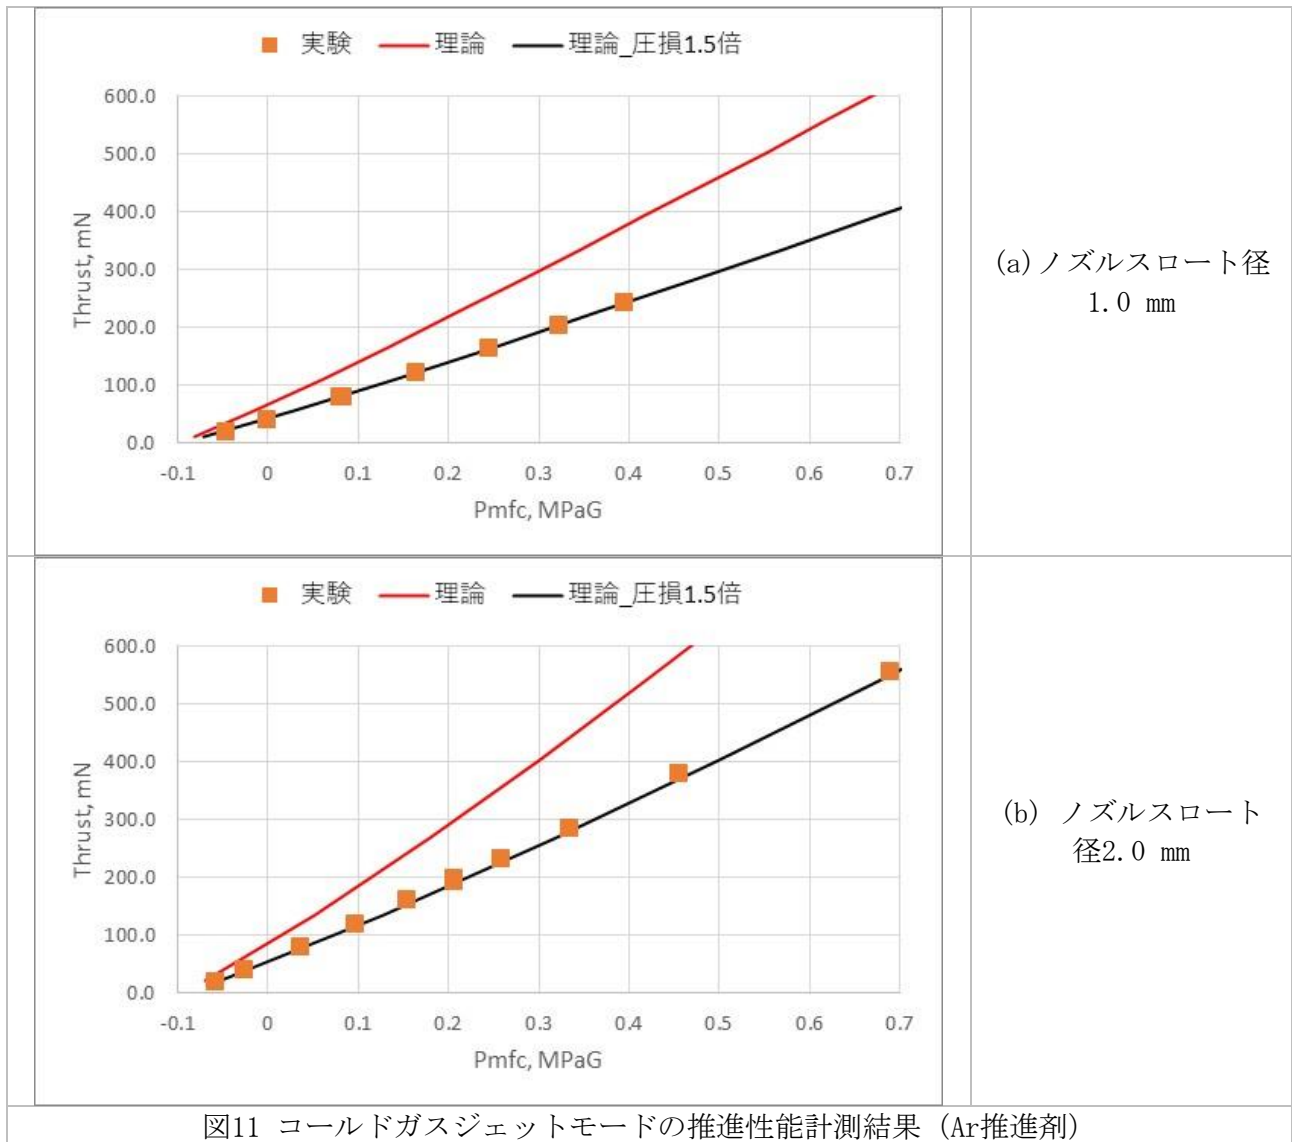 実験 理論 理論_圧損1.5倍
600.0
500.0
400.0
300.0
200.0
100.0
0.0
Thrust, mN
-0.1 0 0.1 0.2 0.3 0.4 0.5 0.6 0.7
Pmfc, MPaG
(a)ノズルスロート径
1.0 mm
実験 理論 理論_圧損1.5倍
600.0
500.0
400.0
300.0
200.0
100.0
0.0
Thrust, mN
-0.1 0 0.1 0.2 0.3 0.4 0.5 0.6 0.7
Pmfc, MPaG
(b) ノズルスロート
径2.0 mm
図11 コールドガスジェットモードの推進性能計測結果 (Ar推進剤)